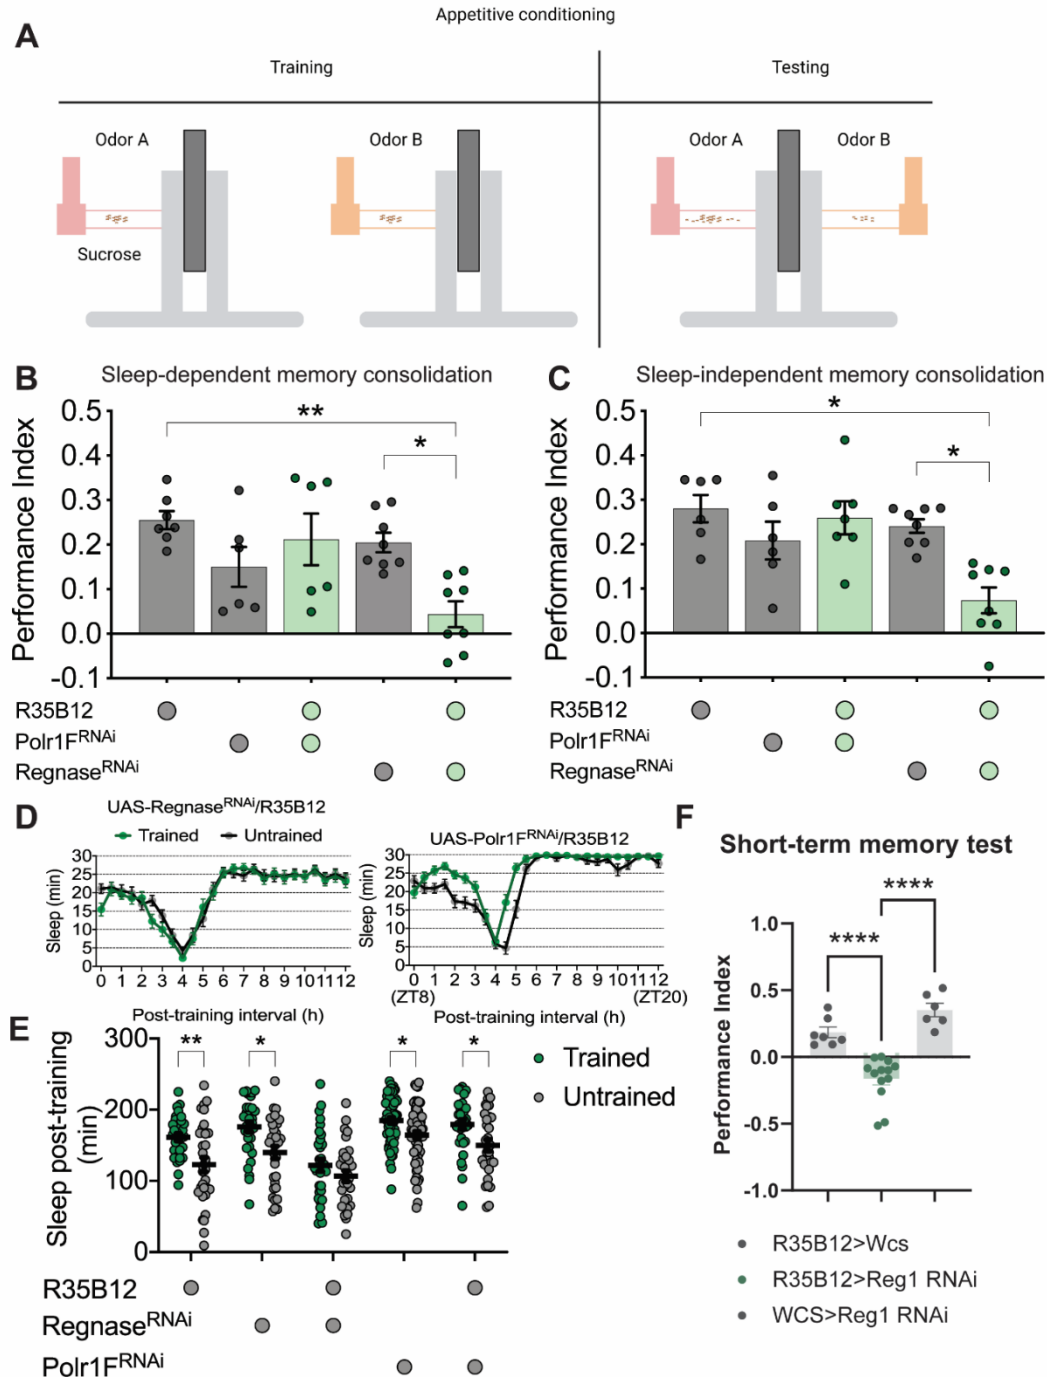 Appetitive conditioning
A
Training
Testing
Odor A
Odor B
Odor A
Odor B
Sucrose
B
Sleep-dependent memory consolidation
**
*
Performance Index
0.5
0.4
0.3
0.2
0.1
0.0
-0.1
R35B12
Polr1F^RNAi
Regnase^RNAi
C
Sleep-independent memory consolidation
*
*
Performance Index
0.5
0.4
0.3
0.2
0.1
0.0
-0.1
R35B12
Polr1F^RNAi
Regnase^RNAi
D
UAS-Regnase^RNAi/R35B12
Trained Untrained
Sleep (min)
30
25
20
15
10
5
0
0 1 2 3 4 5 6 7 8 9 10 11 12
Post-training interval (h)
UAS-Polr1F^RNAi/R35B12
Sleep (min)
30
25
20
15
10
5
0
0 1 2 3 4 5 6 7 8 9 10 11 12
(ZT8) (ZT20)
Post-training interval (h)
E
Sleep post-training
(min)
300
200
100
0
** * * *
Trained
Untrained
R35B12
Regnase^RNAi
Polr1F^RNAi
F
Short-term memory test
****
****
Performance Index
1.0
0.5
0.0
-0.5
-1.0
R35B12>Wcs
R35B12>Reg1 RNAi
WCS>Reg1 RNAi